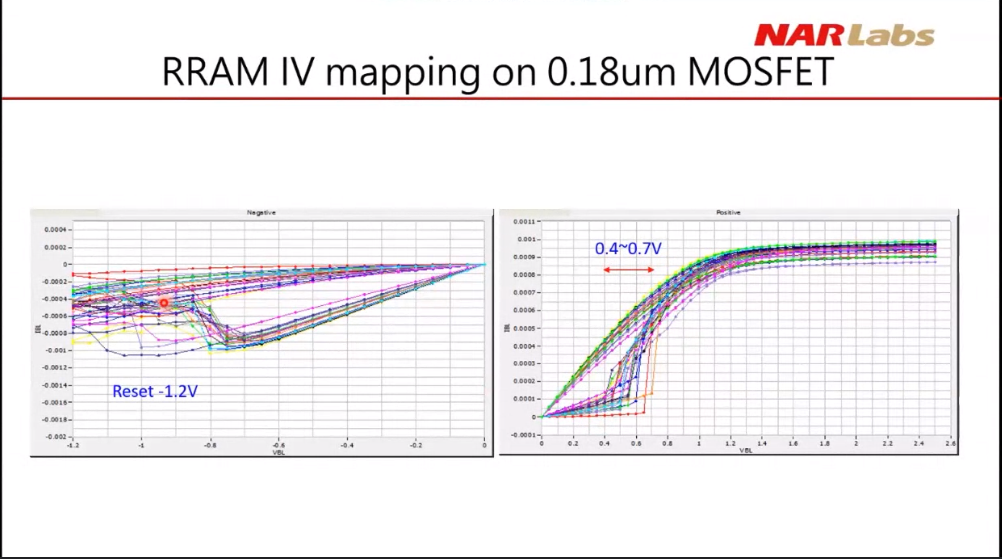 NAR Labs
RRAM IV mapping on 0.18um MOSFET
Nagative
0.0004
0.0002
0
-0.0002
-0.0004
-0.0006
-0.0008
-0.001
-0.0012
-0.0014
-0.0016
-0.0018
-0.002
IBL
Reset -1.2V
-1.2 -1 -0.8 -0.6 -0.4 -0.2 0
VBL
Positive
0.0011
0.001
0.0009
0.0008
0.0007
0.0006
0.0005
0.0004
0.0003
0.0002
0.0001
0
-0.0001
IBL
0.4~0.7V
0 0.2 0.4 0.6 0.8 1 1.2 1.4 1.6 1.8 2 2.2 2.4 2.6
VBL